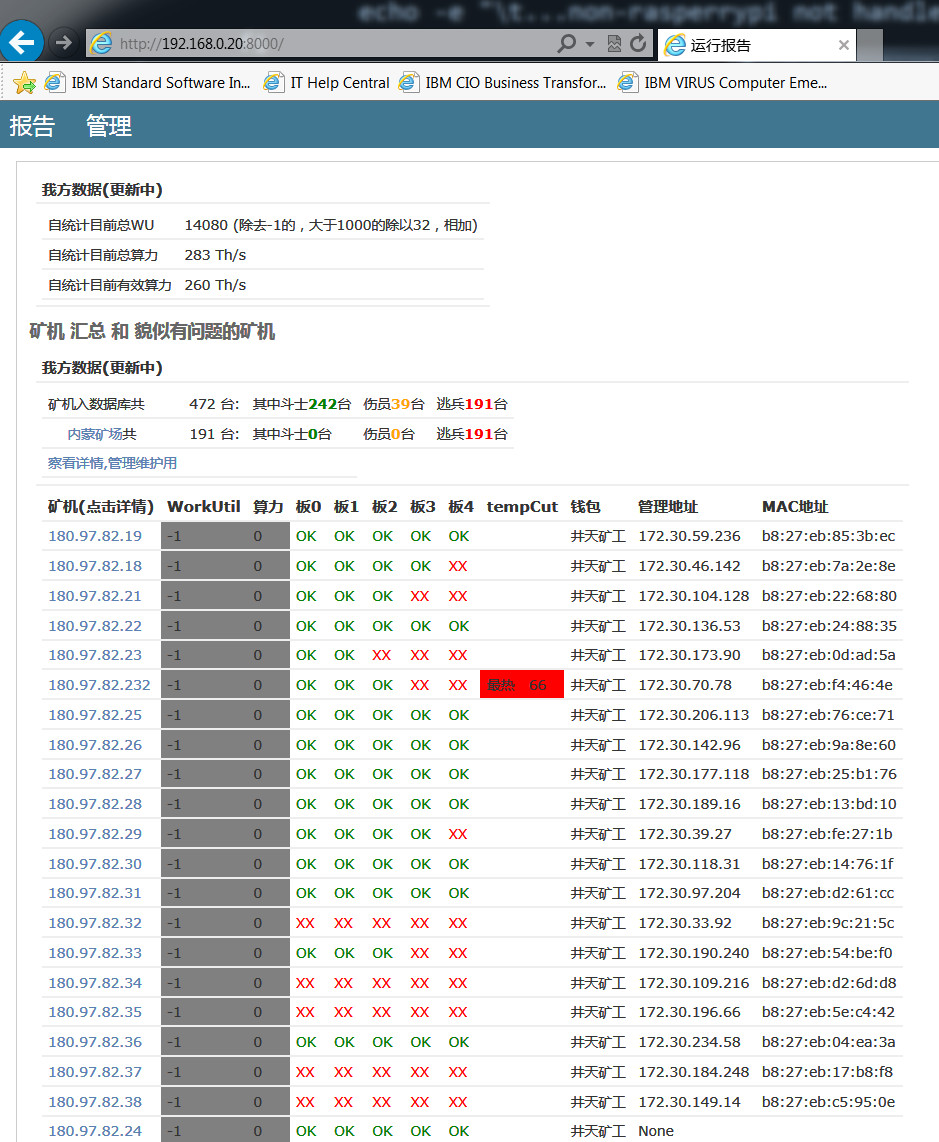 echo -e "\t...non-rasperrypi not handle
http://192.168.0.20:8000/
运行报告
IBM Standard Software In... IT Help Central IBM CIO Business Transfor... IBM VIRUS Computer Eme...
报告 管理
我方数据(更新中)
自统计目前总WU 14080 (除去-1的，大于1000的除以32，相加)
自统计目前总算力 283 Th/s
自统计目前有效算力 260 Th/s
矿机 汇总 和 貌似有问题的矿机
我方数据(更新中)
矿机入数据库共 472 台: 其中斗士242台 伤员39台 逃兵191台
内蒙矿场共 191 台: 其中斗士0台 伤员0台 逃兵191台
察看详情,管理维护用
矿机(点击详情) WorkUtil 算力 板0 板1 板2 板3 板4 tempCut 钱包 管理地址 MAC地址
180.97.82.19 -1 0 OK OK OK OK OK 井天矿工 172.30.59.236 b8:27:eb:85:3b:ec
180.97.82.18 -1 0 OK OK OK OK XX 井天矿工 172.30.46.142 b8:27:eb:7a:2e:8e
180.97.82.21 -1 0 OK OK OK XX XX 井天矿工 172.30.104.128 b8:27:eb:22:68:80
180.97.82.22 -1 0 OK OK OK OK OK 井天矿工 172.30.136.53 b8:27:eb:24:88:35
180.97.82.23 -1 0 OK OK XX XX XX 井天矿工 172.30.173.90 b8:27:eb:0d:ad:5a
180.97.82.232 -1 0 OK OK OK XX XX 最热 66 井天矿工 172.30.70.78 b8:27:eb:f4:46:4e
180.97.82.25 -1 0 OK OK OK OK OK 井天矿工 172.30.206.113 b8:27:eb:76:ce:71
180.97.82.26 -1 0 OK OK OK OK OK 井天矿工 172.30.142.96 b8:27:eb:9a:8e:60
180.97.82.27 -1 0 OK OK OK OK OK 井天矿工 172.30.177.118 b8:27:eb:25:b1:76
180.97.82.28 -1 0 OK OK OK OK OK 井天矿工 172.30.189.16 b8:27:eb:13:bd:10
180.97.82.29 -1 0 OK OK OK OK XX 井天矿工 172.30.39.27 b8:27:eb:fe:27:1b
180.97.82.30 -1 0 OK OK OK OK OK 井天矿工 172.30.118.31 b8:27:eb:14:76:1f
180.97.82.31 -1 0 OK OK OK OK OK 井天矿工 172.30.97.204 b8:27:eb:d2:61:cc
180.97.82.32 -1 0 XX XX XX XX XX 井天矿工 172.30.33.92 b8:27:eb:9c:21:5c
180.97.82.33 -1 0 OK OK OK XX XX 井天矿工 172.30.190.240 b8:27:eb:54:be:f0
180.97.82.34 -1 0 XX XX XX XX XX 井天矿工 172.30.109.216 b8:27:eb:d2:6d:d8
180.97.82.35 -1 0 XX XX XX XX XX 井天矿工 172.30.196.66 b8:27:eb:5e:c4:42
180.97.82.36 -1 0 OK OK OK OK OK 井天矿工 172.30.234.58 b8:27:eb:04:ea:3a
180.97.82.37 -1 0 XX XX XX XX XX 井天矿工 172.30.184.248 b8:27:eb:17:b8:f8
180.97.82.38 -1 0 XX XX XX XX XX 井天矿工 172.30.149.14 b8:27:eb:c5:95:0e
180.97.82.24 -1 0 OK OK OK OK OK 井天矿工 None